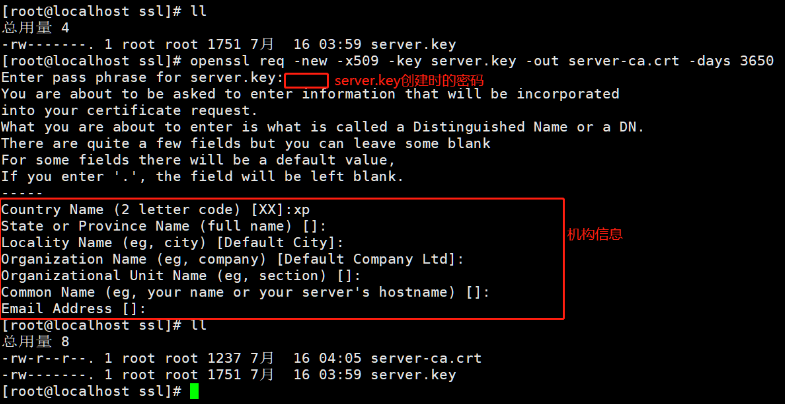 [root@localhost ssl]# ll
总用量 4
-rw-------. 1 root root 1751 7月  16 03:59 server.key
[root@localhost ssl]# openssl req -new -x509 -key server.key -out server-ca.crt -days 3650
Enter pass phrase for server.key: server.key创建时的密码
You are about to be asked to enter information that will be incorporated
into your certificate request.
What you are about to enter is what is called a Distinguished Name or a DN.
There are quite a few fields but you can leave some blank
For some fields there will be a default value,
If you enter '.', the field will be left blank.
-----
Country Name (2 letter code) [XX]:xp
State or Province Name (full name) []:
Locality Name (eg, city) [Default City]:
机构信息
Organization Name (eg, company) [Default Company Ltd]:
Organizational Unit Name (eg, section) []:
Common Name (eg, your name or your server's hostname) []:
Email Address []:
[root@localhost ssl]# ll
总用量 8
-rw-r--r--. 1 root root 1237 7月  16 04:05 server-ca.crt
-rw-------. 1 root root 1751 7月  16 03:59 server.key
[root@localhost ssl]#